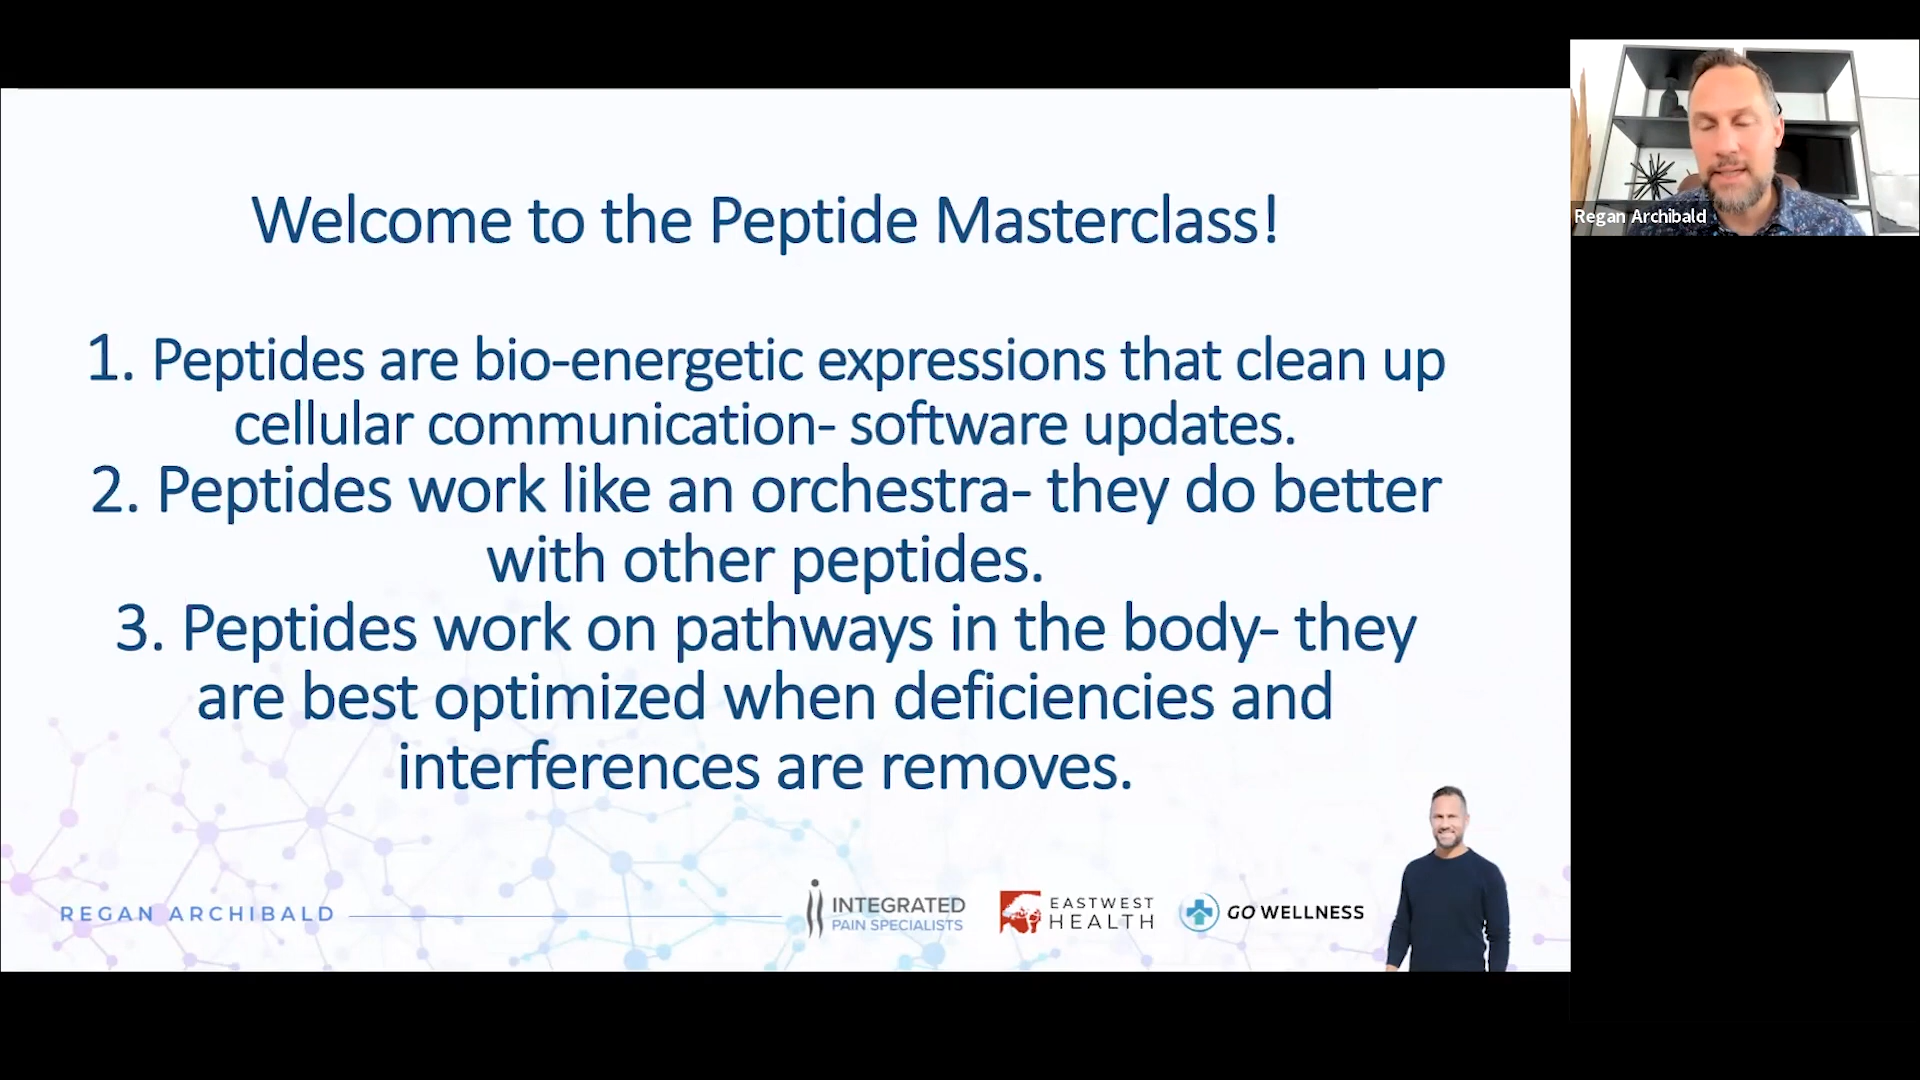 Welcome to the Peptide Masterclass!
1. Peptides are bio-energetic expressions that clean up
cellular communication- software updates.
2. Peptides work like an orchestra- they do better
with other peptides.
3. Peptides work on pathways in the body- they
are best optimized when deficiencies and
interferences are removes.
REGAN ARCHIBALD
INTEGRATED
PAIN SPECIALISTS
EASTWEST
HEALTH
GO WELLNESS
Regan Archibald